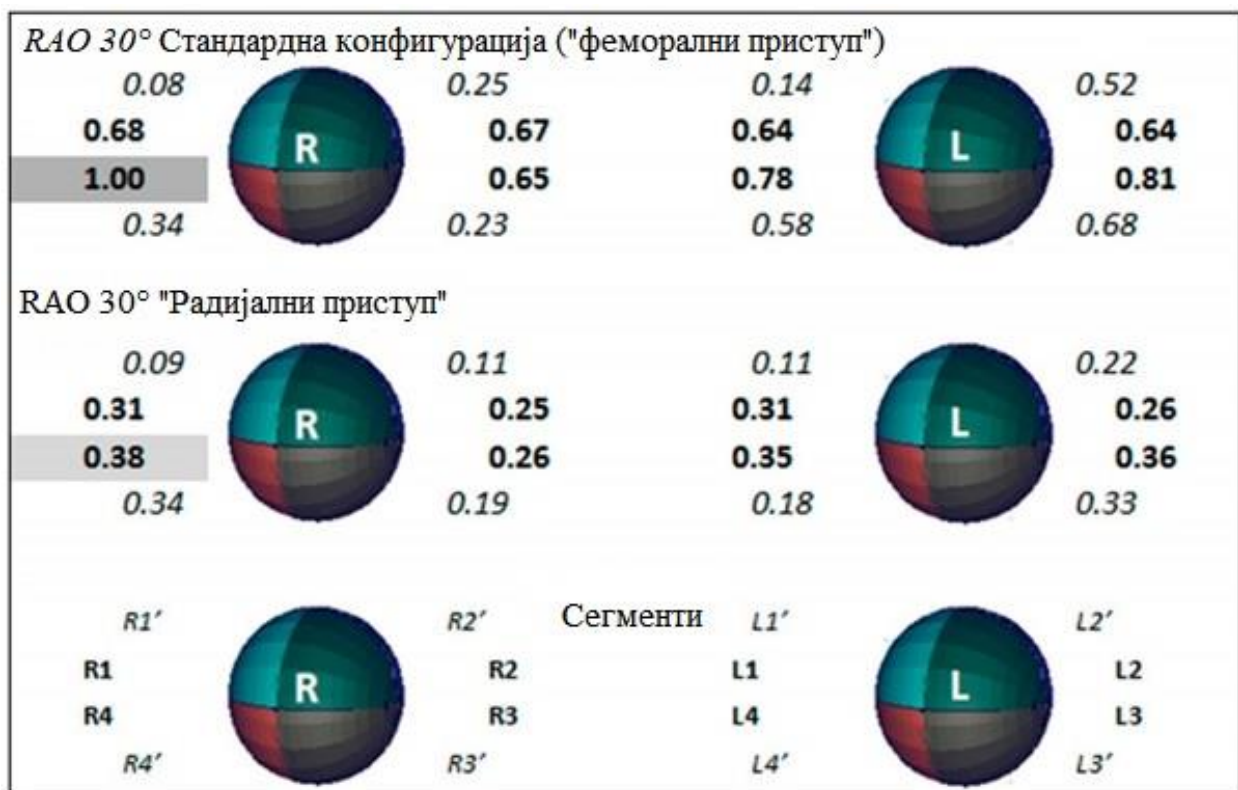 RAO 30° Стандардна конфигурација ("феморални приступ")
0.08 0.25 0.14 0.52
0.68 R 0.67 0.64 L 0.64
1.00 0.65 0.78 0.81
0.34 0.23 0.58 0.68
RAO 30° "Радијални приступ"
0.09 0.11 0.11 0.22
0.31 R 0.25 0.31 L 0.26
0.38 0.26 0.35 0.36
0.34 0.19 0.18 0.33
R1′ R2′ Сегменти L1′ L2′
R1 R R2 L1 L L2
R4 R3 L4 L3
R4′ R3′ L4′ L3′